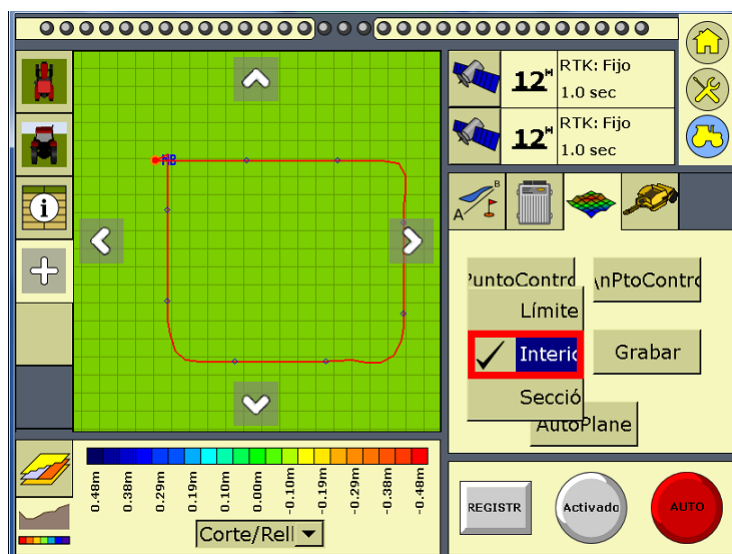 12"
RTK: Fijo
1.0 sec
12"
RTK: Fijo
1.0 sec
MB
A
B
PuntoContro
\nPtoContro
Límite
Interio
Grabar
Secció
AutoPlane
0.48m
0.38m
0.29m
0.19m
0.10m
0.00m
-0.10m
-0.19m
-0.29m
-0.38m
-0.48m
Corte/Rell
REGISTR
Activado
AUTO